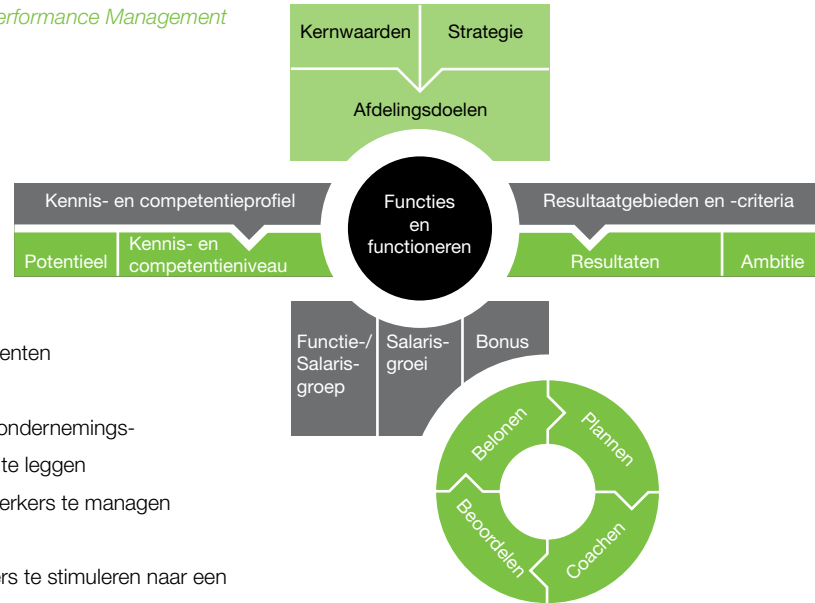 erformance Management
Kernwaarden
Strategie
Afdelingsdoelen
Kennis- en competentieprofiel
Functies
en
functioneren
Resultaatgebieden en -criteria
Potentieel
Kennis- en
competentieniveau
Resultaten
Ambitie
Functie-/
Salaris-
groep
Salaris-
groei
Bonus
enten
ondernemings-
te leggen
erkers te managen
rs te stimuleren naar een
Belonen
Plannen
Beoordelen
Coachen